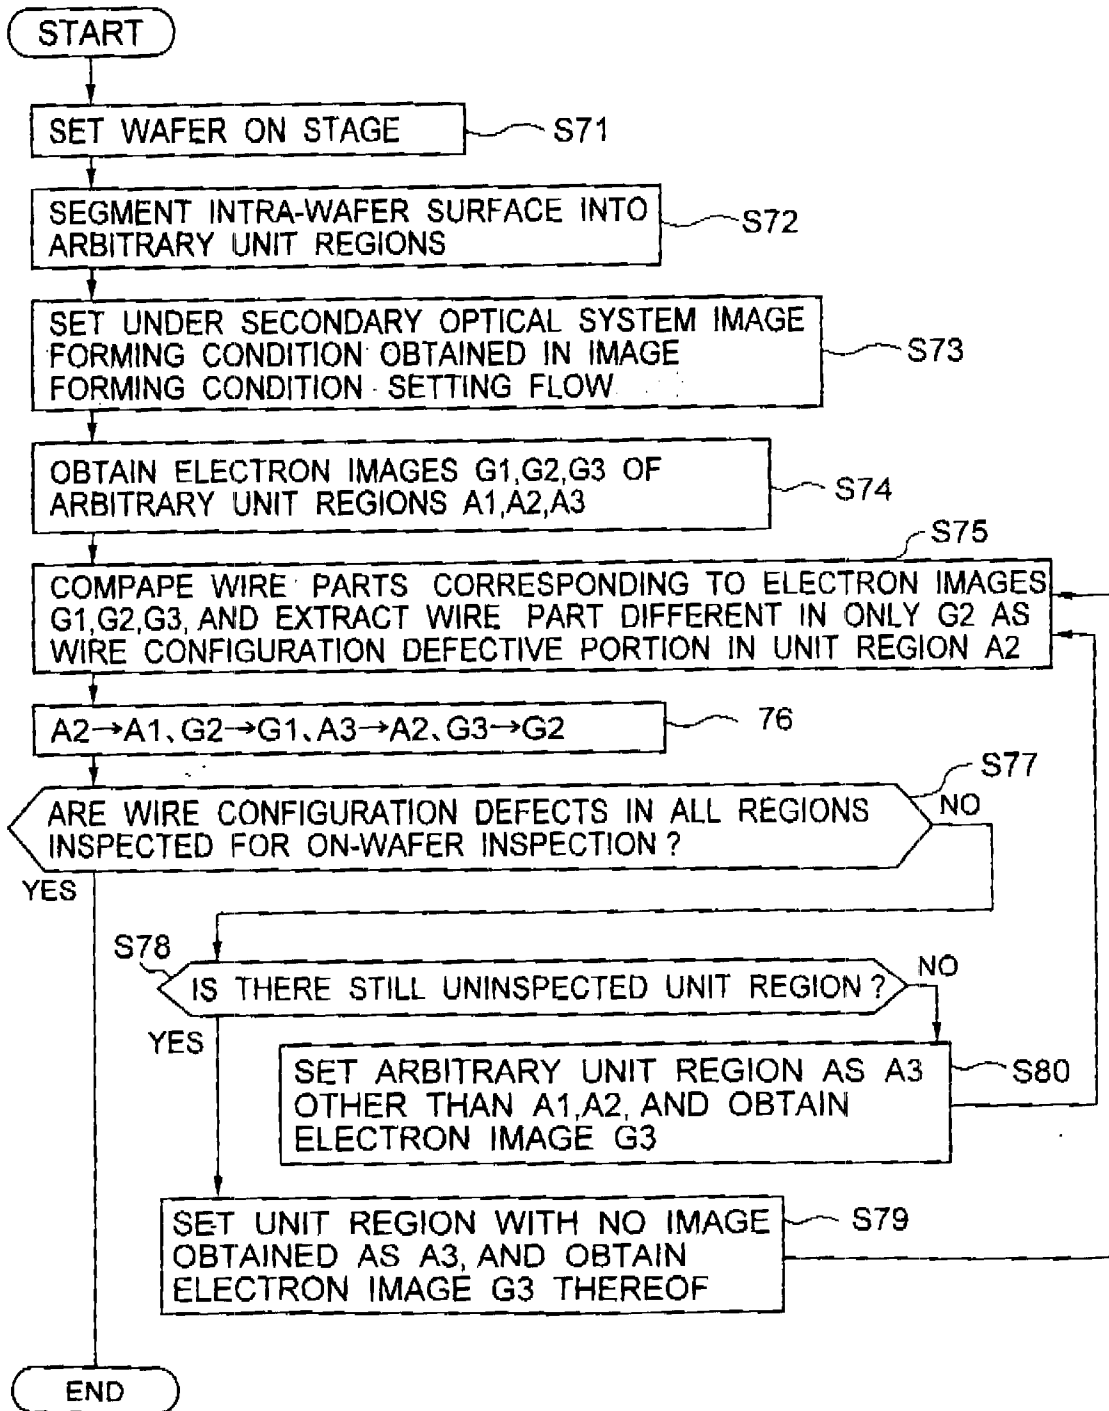 START
SET WAFER ON STAGE
S71
SEGMENT INTRA-WAFER SURFACE INTO
ARBITRARY UNIT REGIONS
S72
SET UNDER SECONDARY OPTICAL SYSTEM IMAGE
FORMING CONDITION OBTAINED IN IMAGE
FORMING CONDITION SETTING FLOW
S73
OBTAIN ELECTRON IMAGES G1,G2,G3 OF
ARBITRARY UNIT REGIONS A1,A2,A3
S74
S75
COMPAPE WIRE PARTS CORRESPONDING TO ELECTRON IMAGES
G1,G2,G3, AND EXTRACT WIRE PART DIFFERENT IN ONLY G2 AS
WIRE CONFIGURATION DEFECTIVE PORTION IN UNIT REGION A2
A2→A1、G2→G1、A3→A2、G3→G2
76
S77
ARE WIRE CONFIGURATION DEFECTS IN ALL REGIONS
INSPECTED FOR ON-WAFER INSPECTION?
NO
YES
S78
IS THERE STILL UNINSPECTED UNIT REGION?
NO
YES
SET ARBITRARY UNIT REGION AS A3
OTHER THAN A1,A2, AND OBTAIN
ELECTRON IMAGE G3
S80
SET UNIT REGION WITH NO IMAGE
OBTAINED AS A3, AND OBTAIN
ELECTRON IMAGE G3 THEREOF
S79
END